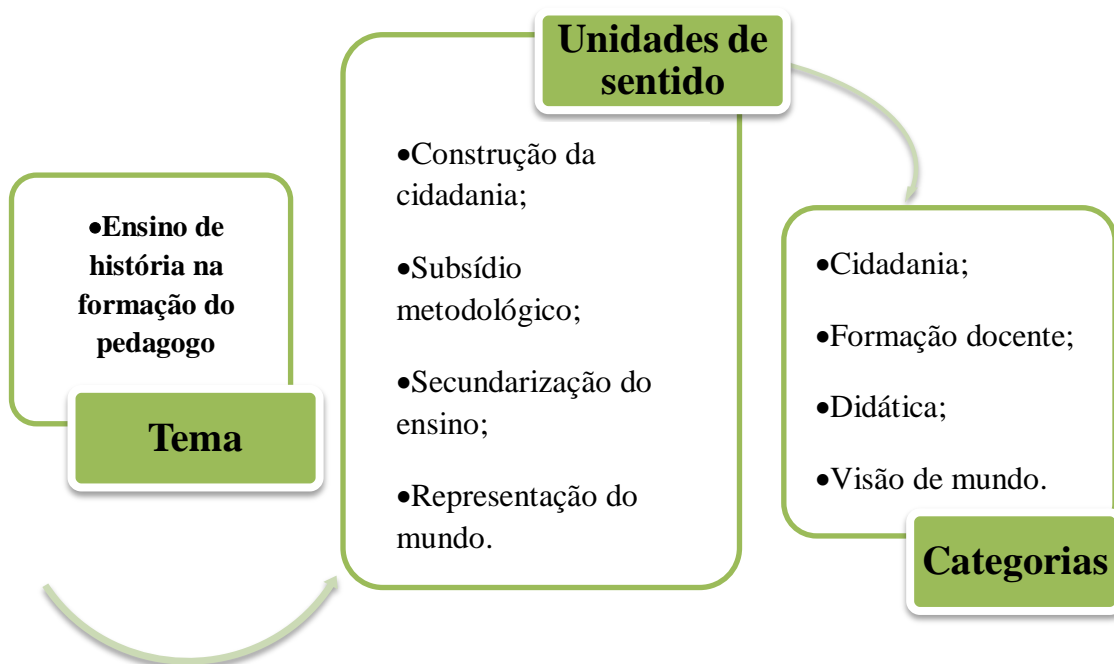 •Ensino de
história na
formação do
pedagogo
Tema
Unidades de
sentido
•Construção da
cidadania;
•Subsídio
metodológico;
•Secundarização do
ensino;
•Representação do
mundo.
•Cidadania;
•Formação docente;
•Didática;
•Visão de mundo.
Categorias